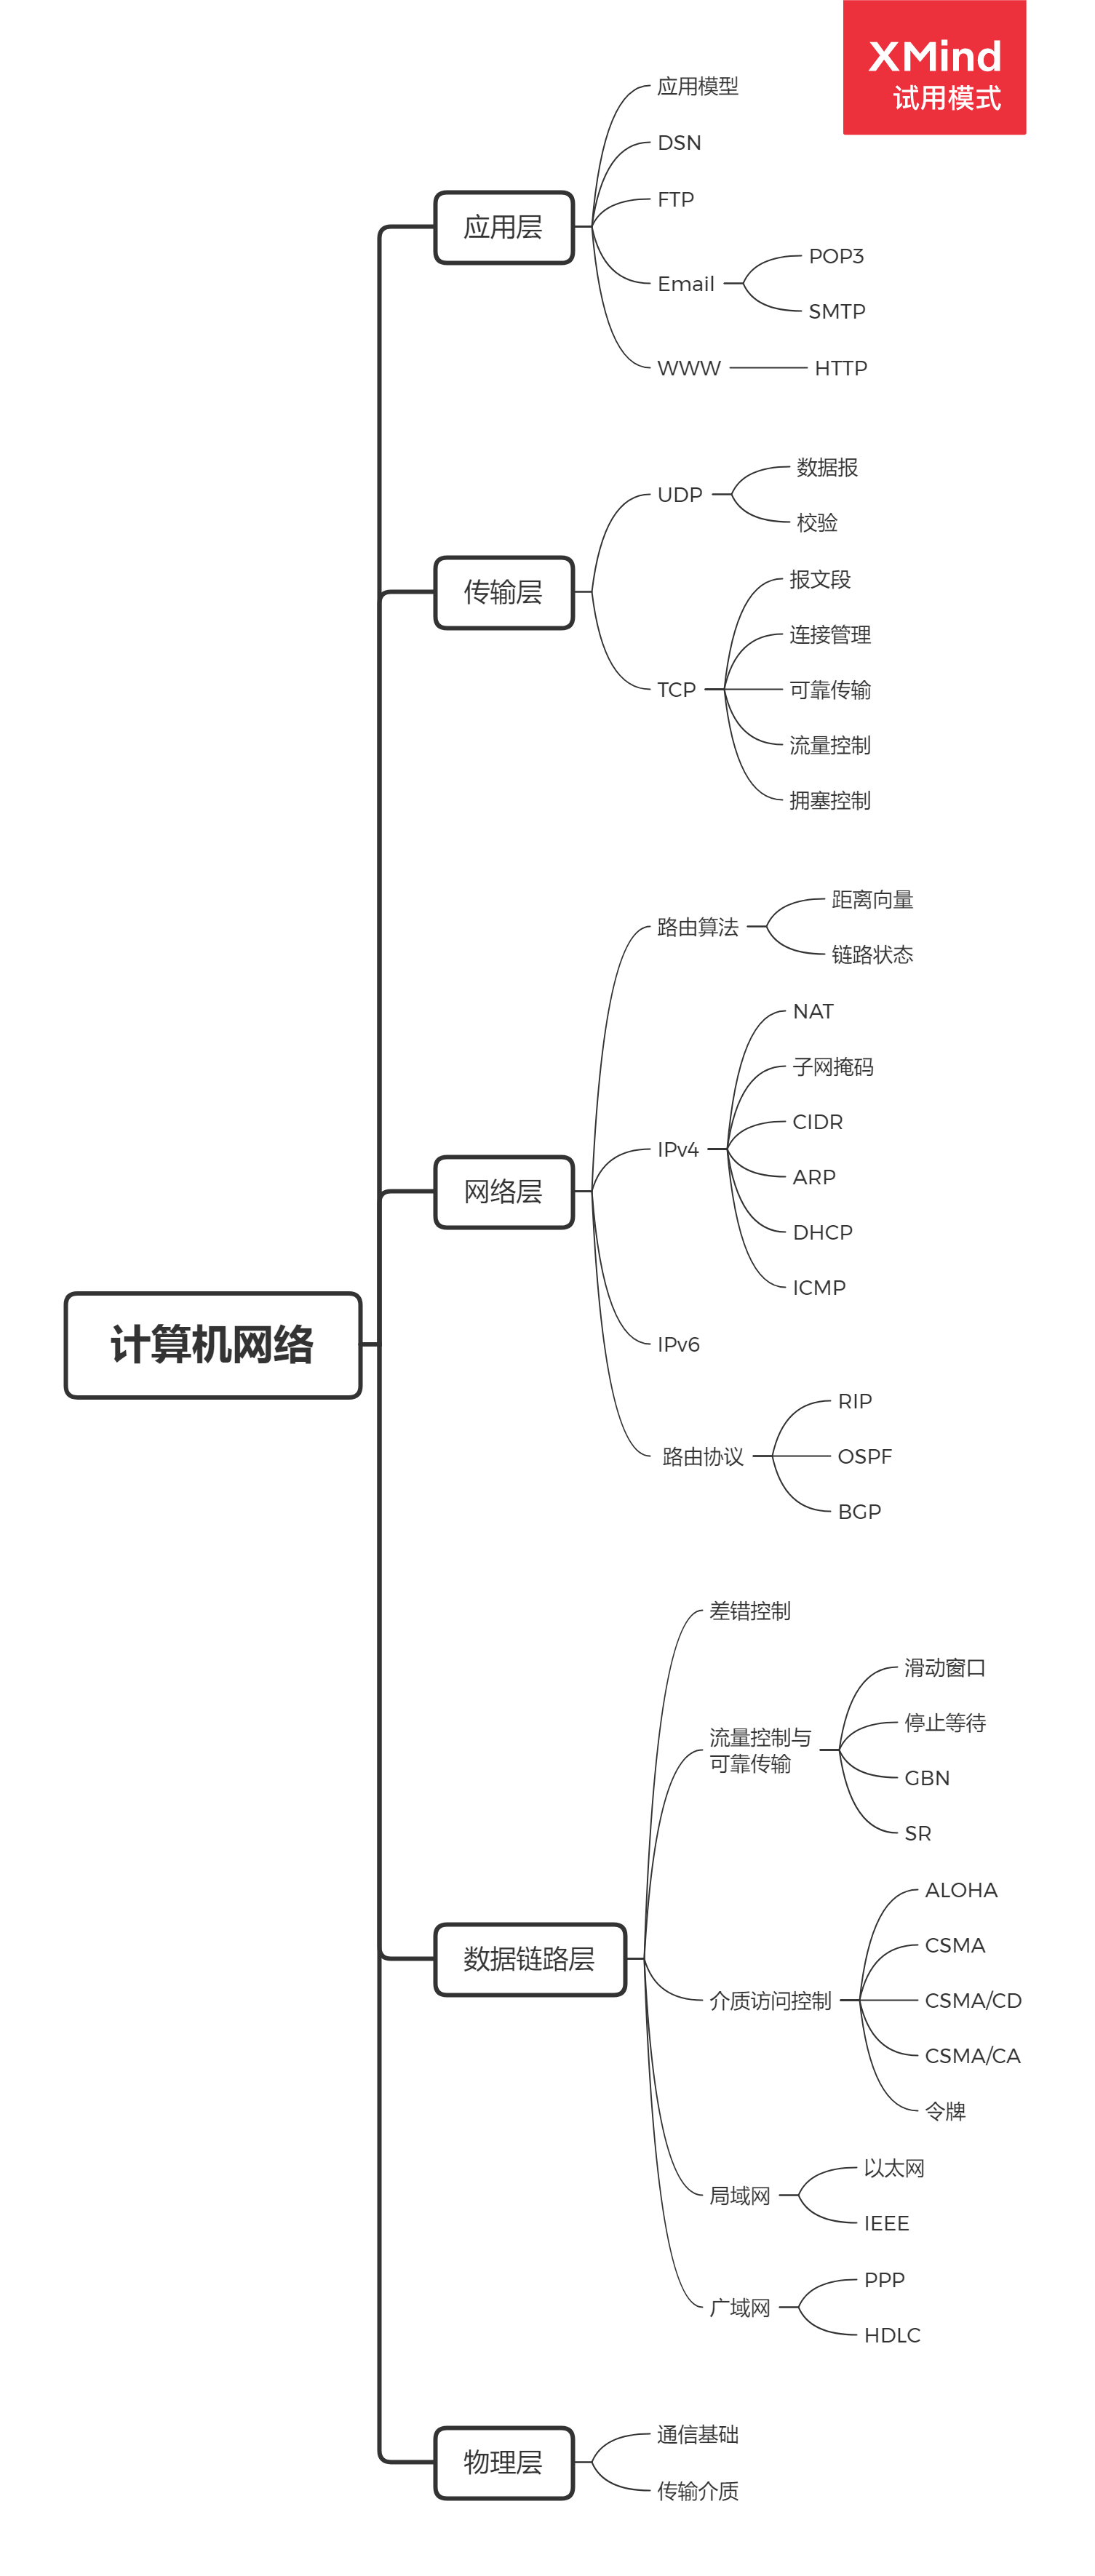 XMind
试用模式
应用模型
DSN
FTP
应用层
POP3
Email
SMTP
WWW
HTTP
数据报
UDP
校验
报文段
传输层
连接管理
TCP
可靠传输
流量控制
拥塞控制
距离向量
路由算法
链路状态
NAT
子网掩码
CIDR
IPv4
ARP
网络层
DHCP
ICMP
计算机网络
IPv6
RIP
路由协议
OSPF
BGP
差错控制
滑动窗口
停止等待
流量控制与
可靠传输
GBN
SR
ALOHA
CSMA
数据链路层
介质访问控制
CSMA/CD
CSMA/CA
令牌
以太网
局域网
IEEE
PPP
广域网
HDLC
通信基础
物理层
传输介质